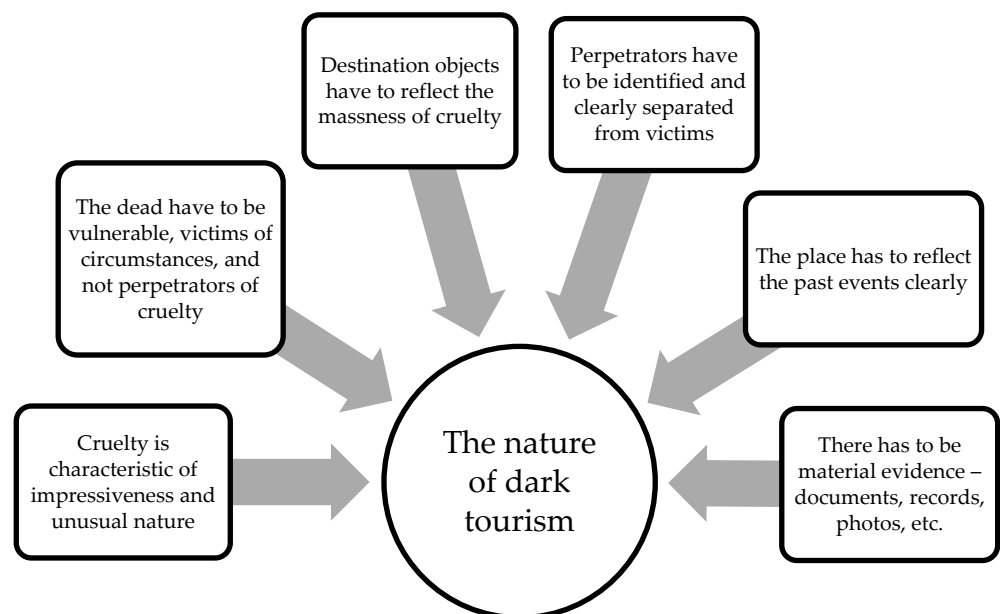 Destination objects
have to reflect the
massness of cruelty
Perpetrators have
to be identified and
clearly separated
from victims
The dead have to be
vulnerable, victims of
circumstances, and
not perpetrators of
cruelty
The place has to reflect
the past events clearly
Cruelty is
characteristic of
impressiveness and
unusual nature
The nature
of dark
tourism
There has to be
material evidence –
documents, records,
photos, etc.